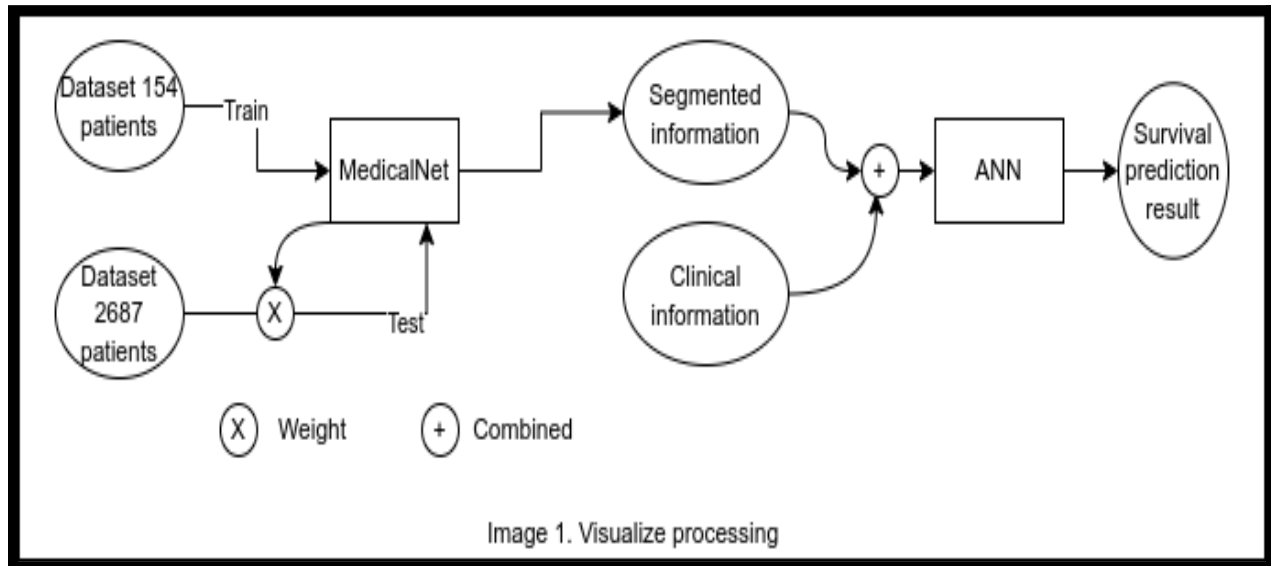 Dataset 154
patients
Train
MedicalNet
Segmented
information
+
ANN
Survival
prediction
result
Dataset
2687
patients
X
Test
Clinical
information
X Weight
+ Combined
Image 1. Visualize processing